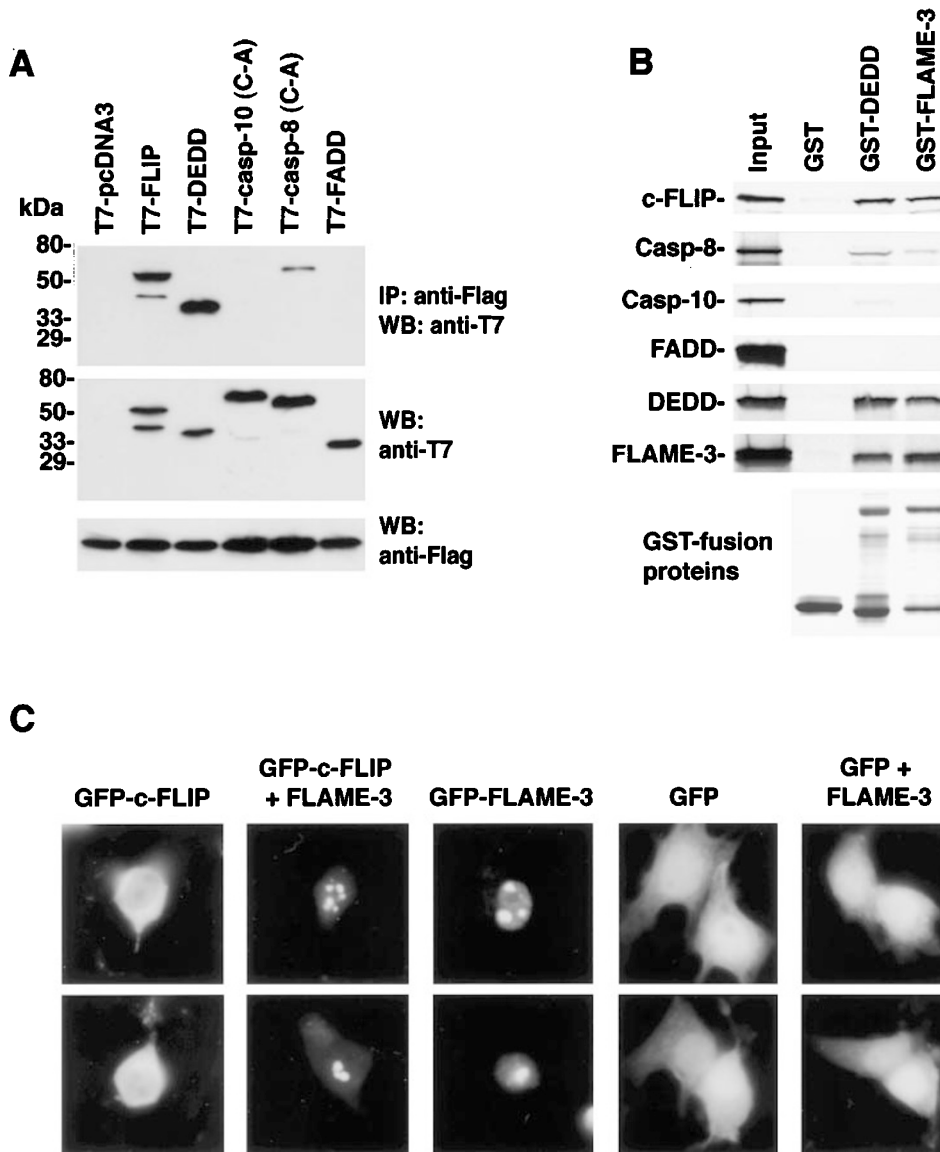 A
T7-pcDNA3
T7-FLIP
T7-DEDD
T7-casp-10 (C-A)
T7-casp-8 (C-A)
T7-FADD
kDa
80-
50-
33-
29-
IP: anti-Flag
WB: anti-T7
80-
50-
33-
29-
WB:
anti-T7
WB:
anti-Flag
B
Input
GST
GST-DEDD
GST-FLAME-3
c-FLIP-
Casp-8-
Casp-10-
FADD-
DEDD-
FLAME-3-
GST-fusion
proteins
C
GFP-c-FLIP
GFP-c-FLIP
+ FLAME-3
GFP-FLAME-3
GFP
GFP +
FLAME-3